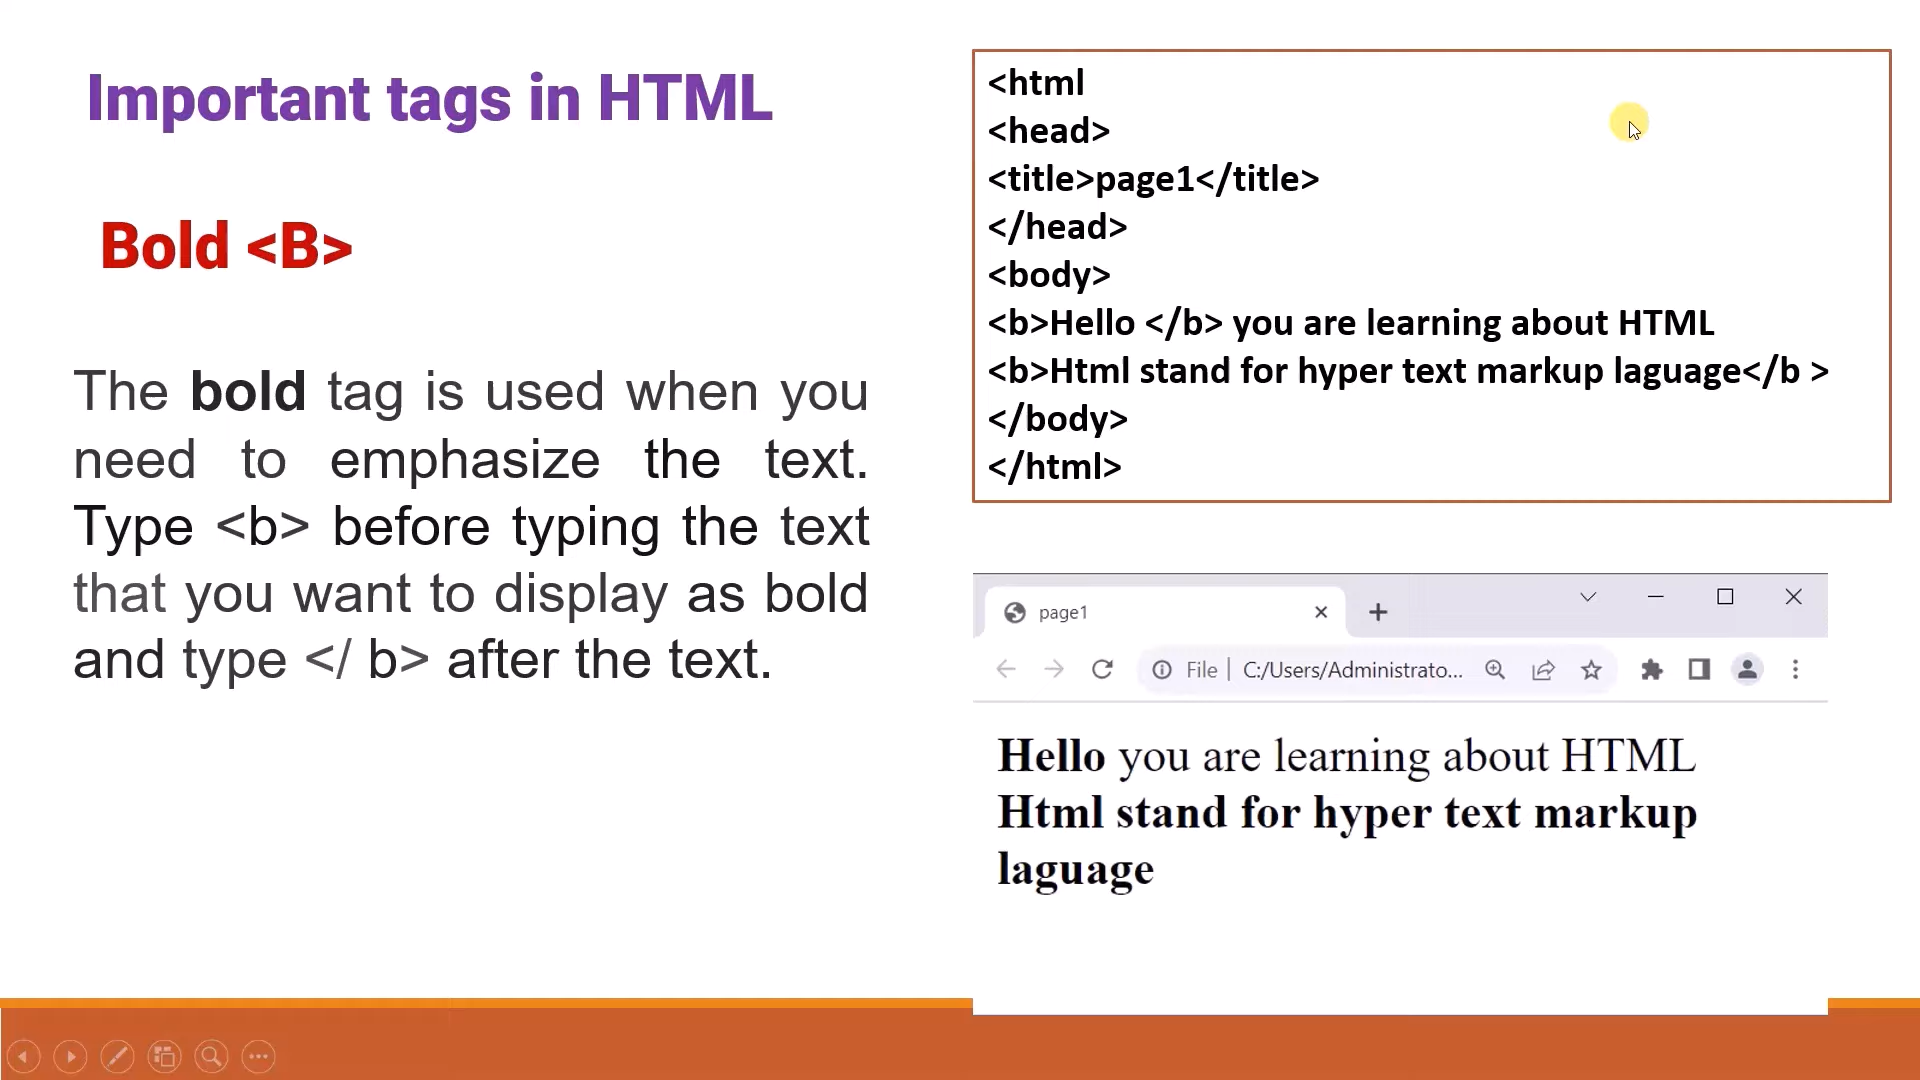 Important tags in HTML
Bold <B>
The bold tag is used when you
need to emphasize the text.
Type <b> before typing the text
that you want to display as bold
and type </ b> after the text.
<html
<head>
<title>page1</title>
</head>
<body>
<b>Hello </b> you are learning about HTML
<b>Html stand for hyper text markup laguage</b >
</body>
</html>
page1
File | C:/Users/Administrato...
Hello you are learning about HTML
Html stand for hyper text markup
laguage